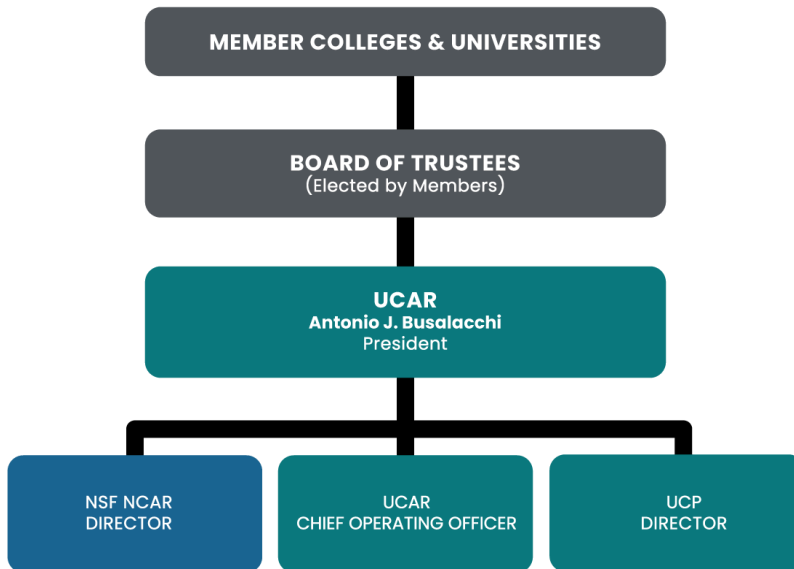 MEMBER COLLEGES & UNIVERSITIES
BOARD OF TRUSTEES
(Elected by Members)
UCAR
Antonio J. Busalacchi
President
NSF NCAR
DIRECTOR
UCAR
CHIEF OPERATING OFFICER
UCP
DIRECTOR